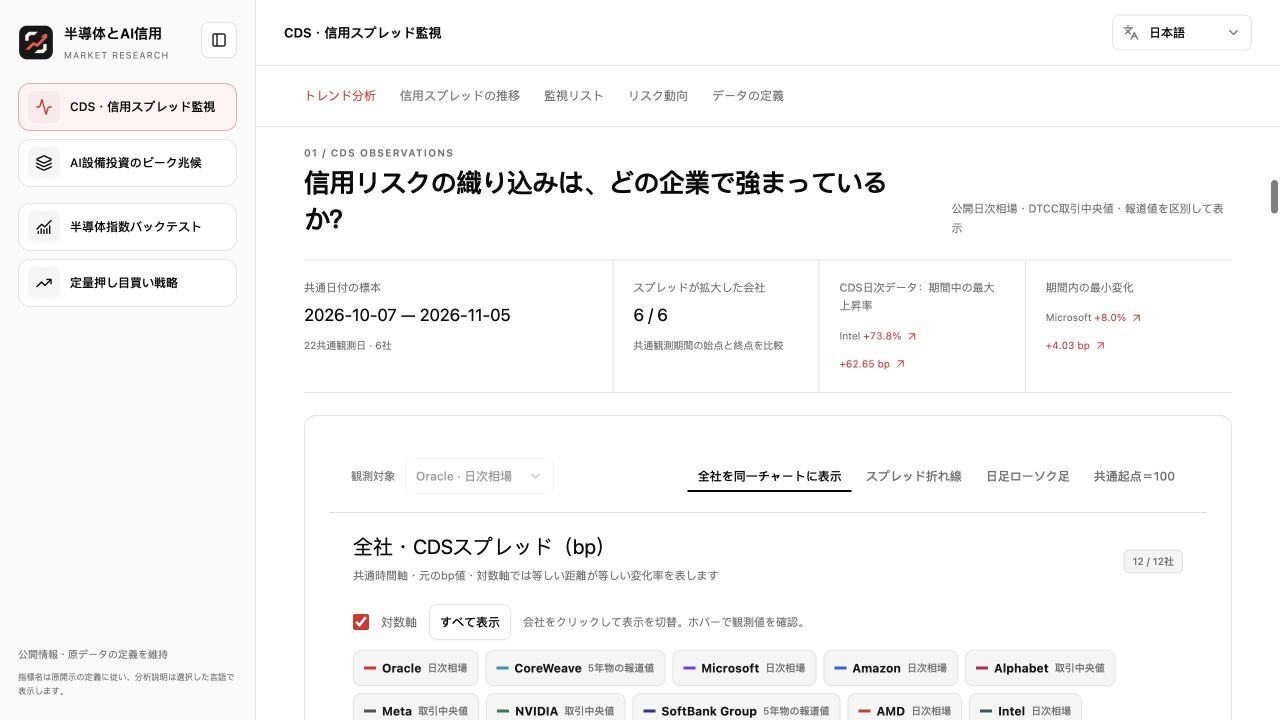 半導体とAI信用
MARKET RESEARCH
CDS・信用スプレッド監視
AI設備投資のピーク兆候
半導体指数バックテスト
定量押し目買い戦略
公開情報・原データの定義を維持
指標名は原開示の定義に従い、分析説明は選択した言語で
表示します。
CDS・信用スプレッド監視
日本語
トレンド分析
信用スプレッドの推移
監視リスト
リスク動向
データの定義
01 / CDS OBSERVATIONS
信用リスクの織り込みは、どの企業で強まっている
か?
公開日次相場・DTCC取引中央値・報道値を区別して表
示
共通日付の標本
2026-10-07 — 2026-11-05
22共通観測日・6社
スプレッドが拡大した会社
6 / 6
共通観測期間の始点と終点を比較
CDS日次データ：期間中の最大
上昇率
Intel +73.8% ↗
+62.65 bp ↗
期間内の最小変化
Microsoft +8.0% ↗
+4.03 bp ↗
観測対象
Oracle · 日次相場
全社を同一チャートに表示
スプレッド折れ線
日足ローソク足
共通起点＝100
全社・CDSスプレッド（bp）
共通時間軸・元のbp値・対数軸では等しい距離が等しい変化率を表します
12 / 12社
対数軸
すべて表示
会社をクリックして表示を切替。ホバーで観測値を確認。
Oracle 日次相場
CoreWeave 5年物の報道値
Microsoft 日次相場
Amazon 日次相場
Alphabet 取引中央値
Meta 取引中央値
NVIDIA 取引中央値
SoftBank Group 5年物の報道値
AMD 日次相場
Intel 日次相場